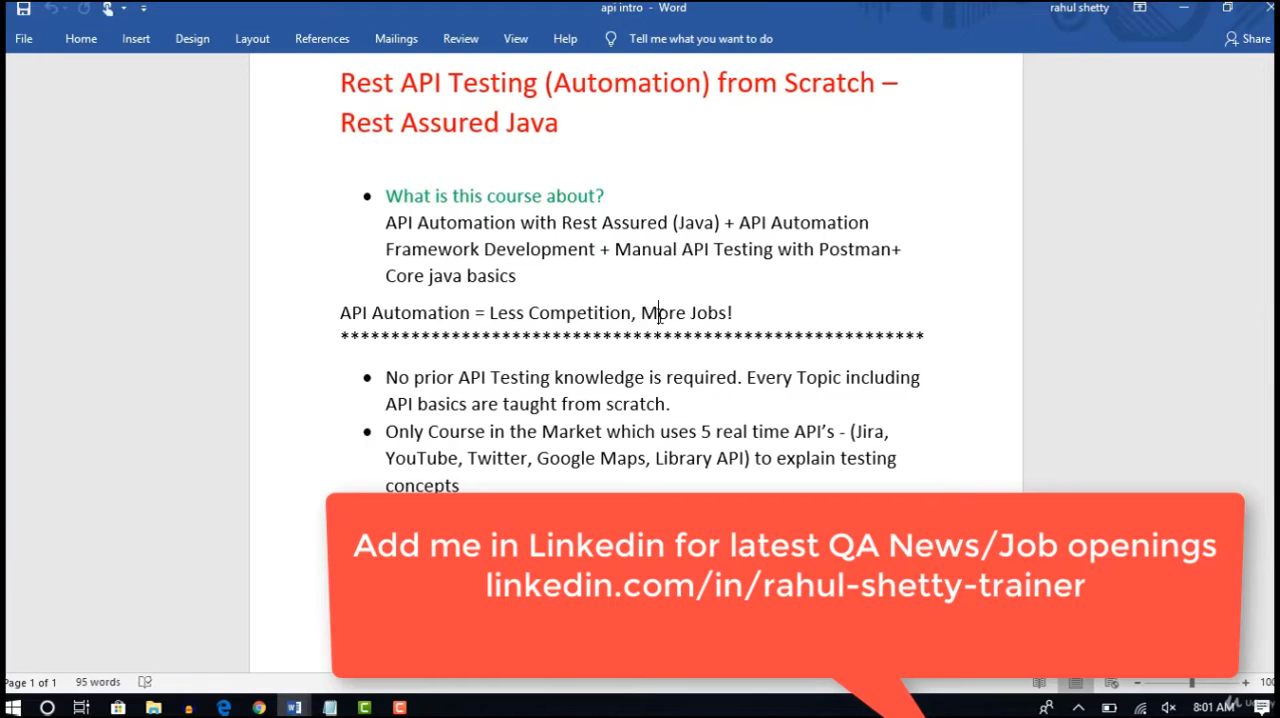 api intro - Word
rahul shetty
File Home Insert Design Layout References Mailings Review View Help Tell me what you want to do Share
Rest API Testing (Automation) from Scratch –
Rest Assured Java
• What is this course about?
API Automation with Rest Assured (Java) + API Automation
Framework Development + Manual API Testing with Postman+
Core java basics
API Automation = Less Competition, More Jobs!
**********************************************************
• No prior API Testing knowledge is required. Every Topic including
API basics are taught from scratch.
• Only Course in the Market which uses 5 real time API’s - (Jira,
YouTube, Twitter, Google Maps, Library API) to explain testing
concepts
Add me in Linkedin for latest QA News/Job openings
linkedin.com/in/rahul-shetty-trainer
Page 1 of 1 95 words
100
8:01 AM